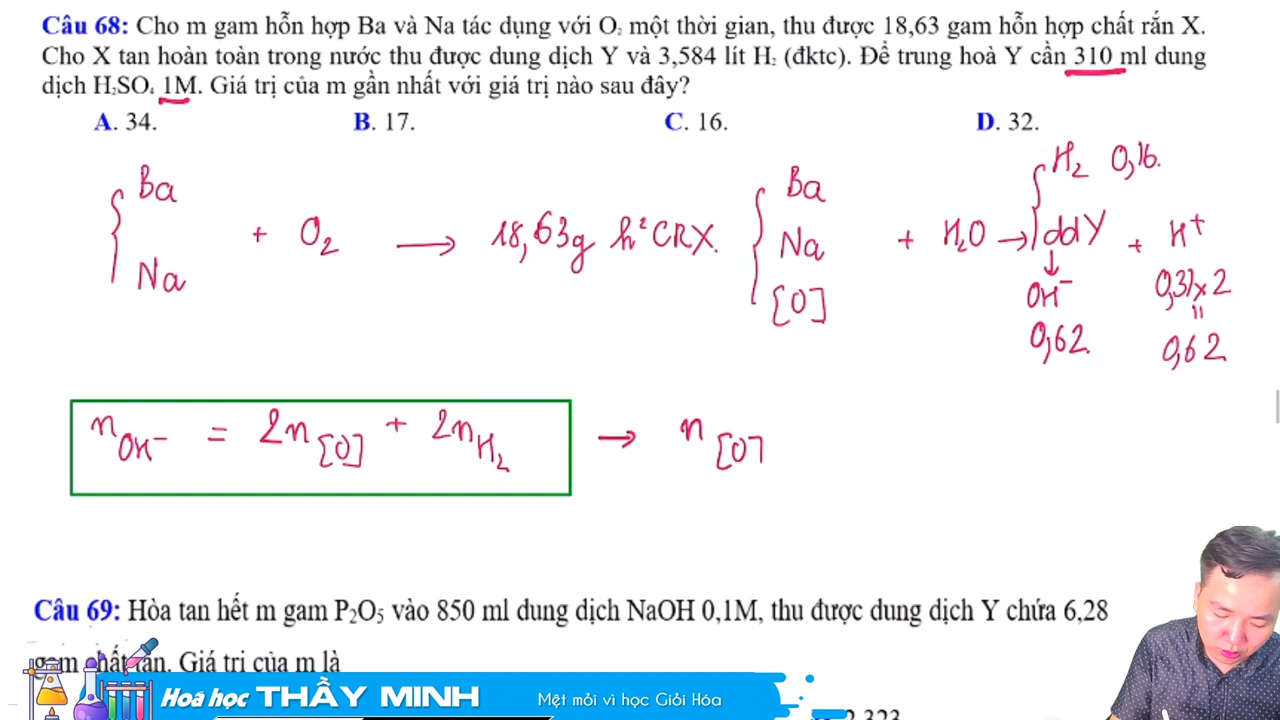 Câu 68: Cho m gam hỗn hợp Ba và Na tác dụng với O₂ một thời gian, thu được 18,63 gam hỗn hợp chất rắn X.
Cho X tan hoàn toàn trong nước thu được dung dịch Y và 3,584 lít H₂ (đktc). Để trung hoà Y cần 310 ml dung
dịch H₂SO₄ 1M. Giá trị của m gần nhất với giá trị nào sau đây?
A. 34. B. 17. C. 16. D. 32.
H₂ 0,16.
Ba Ba
+ O₂ → 18,63g h² CRX. Na + H₂O → ddY + H⁺
Na [O] OH⁻ 0,31x2
0,62. 0,62
n OH⁻ = 2n [O] + 2n H₂ → n [O]
Câu 69: Hòa tan hết m gam P₂O₅ vào 850 ml dung dịch NaOH 0,1M, thu được dung dịch Y chứa 6,28
gam chất tan. Giá trị của m là
Hoá học THẦY MINH Mệt mỏi vì học Giỏi Hóa